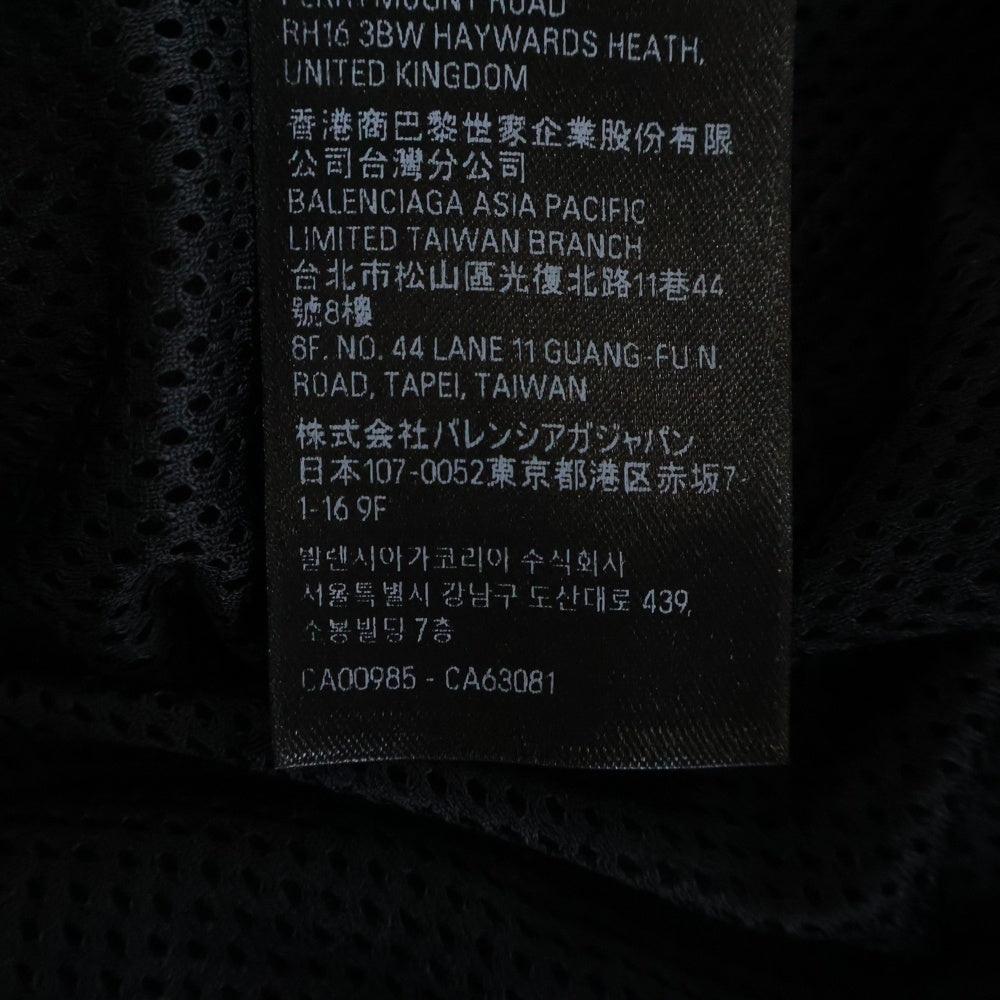 PERRYMOUNT ROAD
RH16 3BW HAYWARDS HEATH,
UNITED KINGDOM
香港商巴黎世家企業股份有限
公司台灣分公司
BALENCIAGA ASIA PACIFIC
LIMITED TAIWAN BRANCH
台北市松山區光復北路11巷44
號8樓
8F. NO. 44 LANE 11 GUANG-FU N.
ROAD, TAPEI, TAIWAN
株式会社バレンシアガジャパン
日本107-0052東京都港区赤坂7-
1-16 9F
발렌시아가코리아 수식회사
서울특별시 강남구 도산대로 439,
소봉빌딩 7층
CA00985 - CA63081